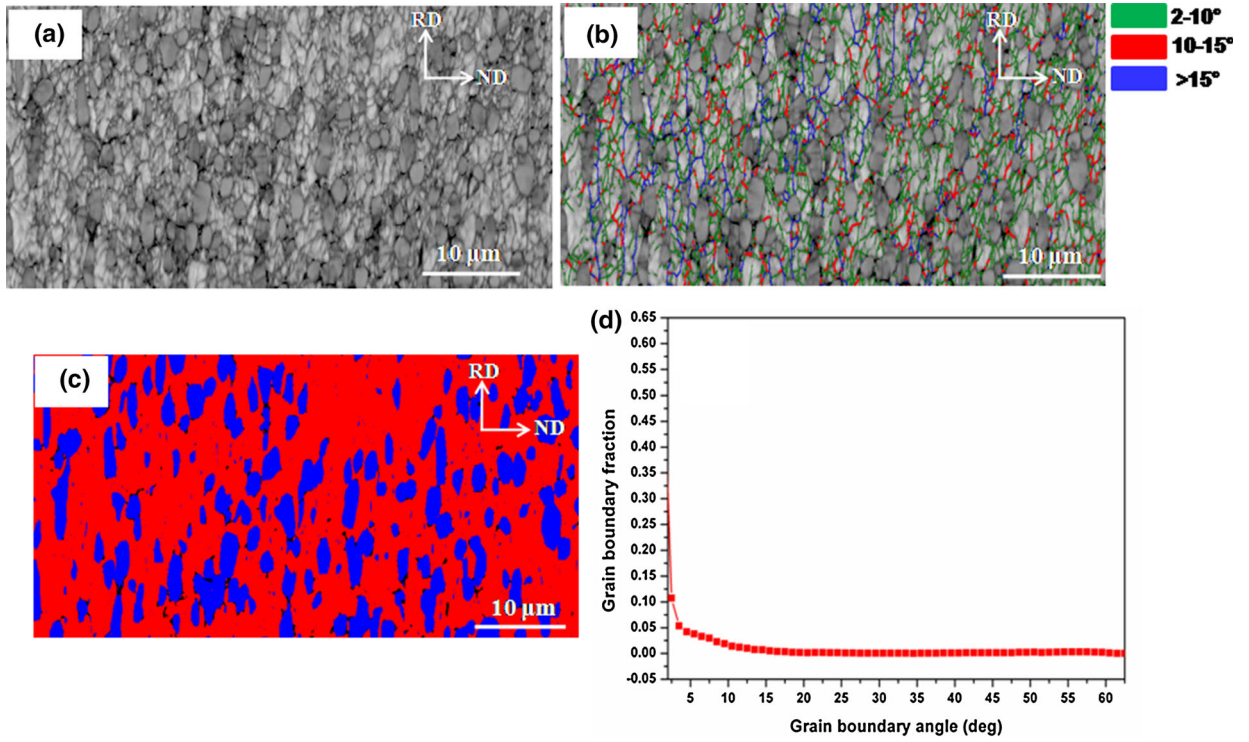 (a)
RD
ND
10 µm
(b)
RD
ND
10 µm
2-10°
10-15°
>15°
(c)
RD
ND
10 µm
(d)
0.65
0.60
0.55
0.50
0.45
0.40
0.35
0.30
0.25
0.20
0.15
0.10
0.05
0.00
-0.05
Grain boundary fraction
5 10 15 20 25 30 35 40 45 50 55 60
Grain boundary angle (deg)